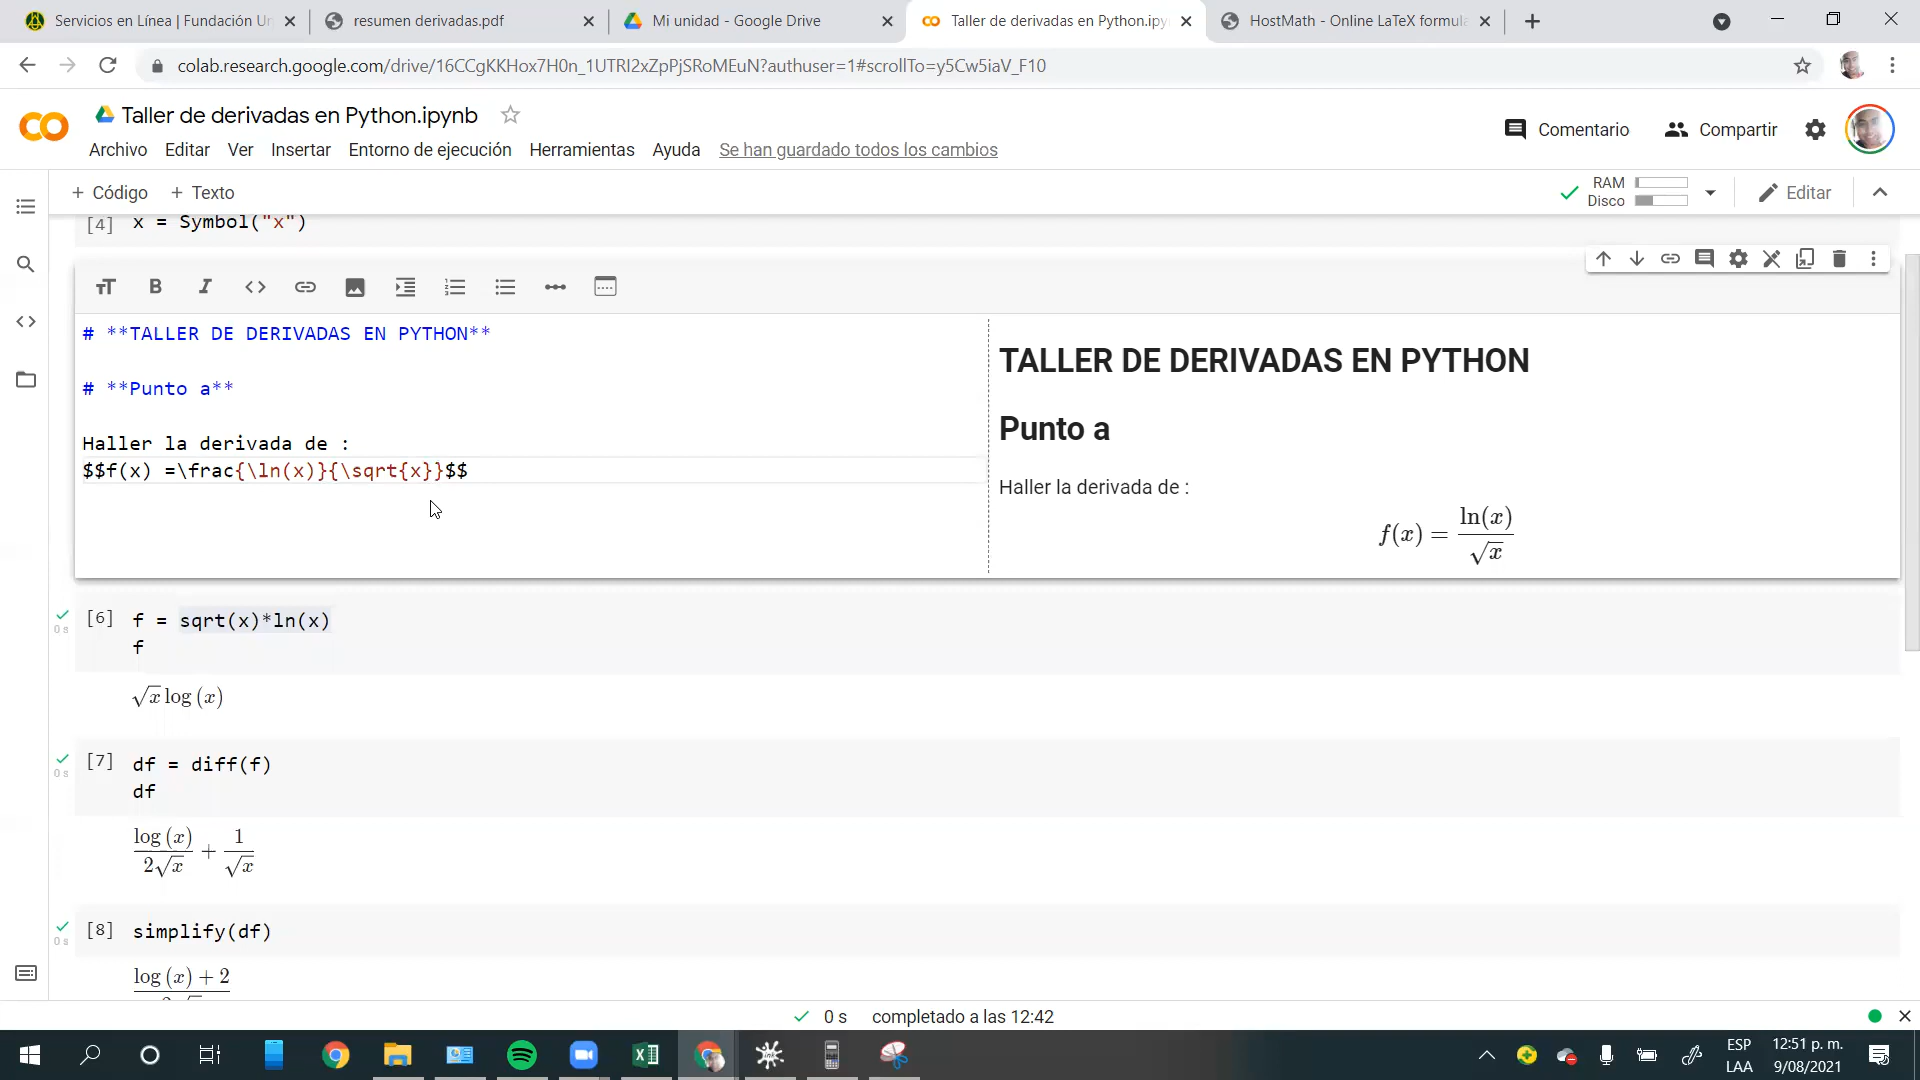 Servicios en Línea | Fundación Un
resumen derivadas.pdf
Mi unidad - Google Drive
Taller de derivadas en Python.ipy
HostMath - Online LaTeX formula
colab.research.google.com/drive/16CCgKKHox7H0n_1UTRI2xZpPjSRoMEuN?authuser=1#scrollTo=y5Cw5iaV_F10
Taller de derivadas en Python.ipynb
Comentario
Compartir
Archivo Editar Ver Insertar Entorno de ejecución Herramientas Ayuda Se han guardado todos los cambios
+ Código + Texto
RAM
Disco
Editar
[4] x = Symbol("x")
# **TALLER DE DERIVADAS EN PYTHON**
# **Punto a**
Haller la derivada de :
$$f(x) =\frac{\ln(x)}{\sqrt{x}}$$
TALLER DE DERIVADAS EN PYTHON
Punto a
Haller la derivada de :
f(x) = ln(x)
√x
0 s
[6] f = sqrt(x)*ln(x)
f
√x log (x)
0 s
[7] df = diff(f)
df
log (x)
2√x
+ 1
√x
0 s
[8] simplify(df)
log (x) + 2
0 s completado a las 12:42
ESP
LAA
12:51 p. m.
9/08/2021